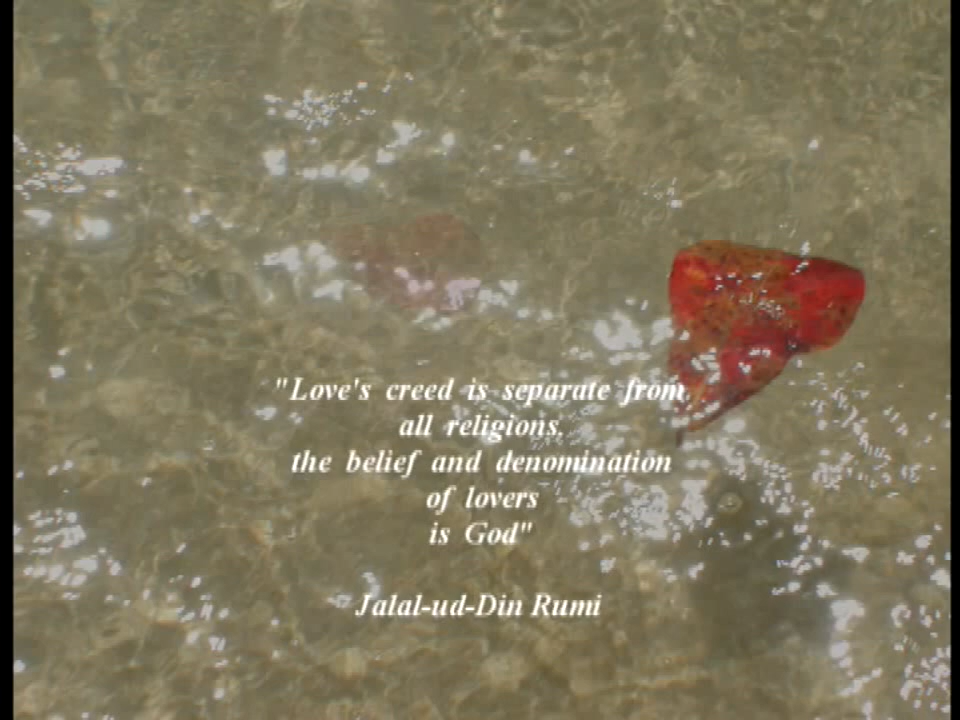 "Love's creed is separate from
all religions.
the belief and denomination
of lovers
is God"
Jalal-ud-Din Rumi